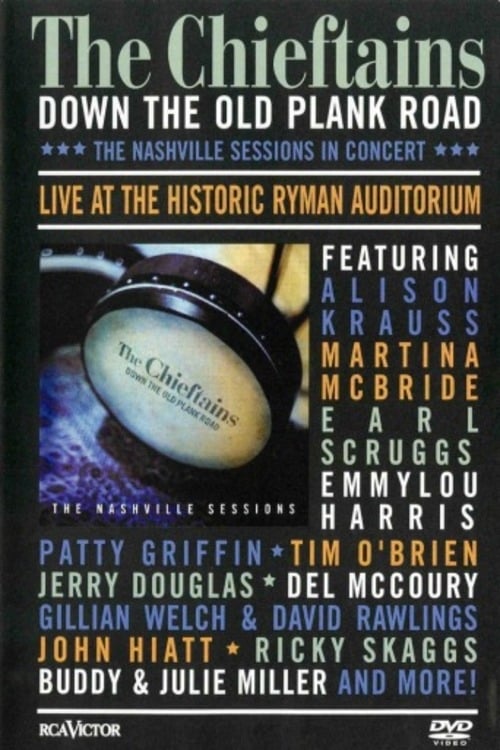 The Chieftains
DOWN THE OLD PLANK ROAD
THE NASHVILLE SESSIONS IN CONCERT
LIVE AT THE HISTORIC RYMAN AUDITORIUM
FEATURING
ALISON
KRAUSS
MARTINA
MCBRIDE
EARL
SCRUGGS
EMMYLOU
HARRIS
The Chieftains
DOWN THE OLD PLANK ROAD
THE NASHVILLE SESSIONS
PATTY GRIFFIN ★ TIM O'BRIEN
JERRY DOUGLAS ★ DEL MCCOURY
GILLIAN WELCH & DAVID RAWLINGS
JOHN HIATT ★ RICKY SKAGGS
BUDDY & JULIE MILLER AND MORE!
RCAVICTOR
DVD
VIDEO